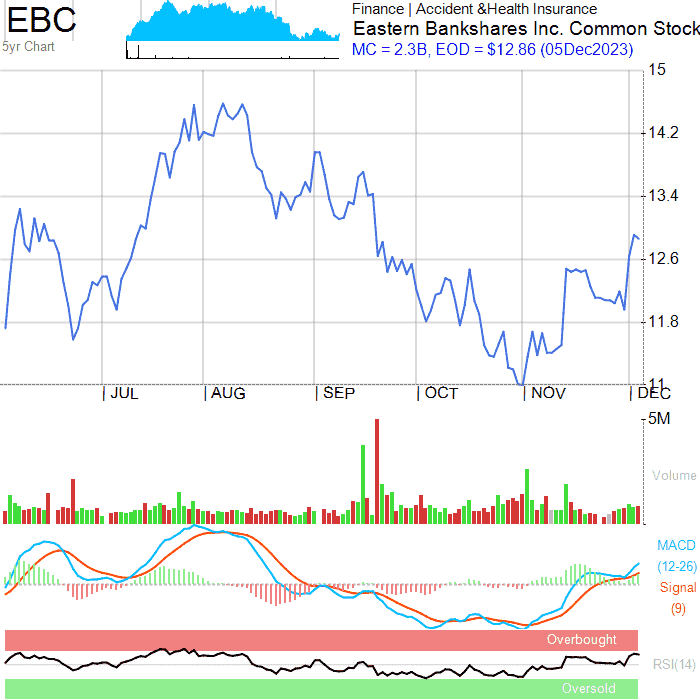 EBC
5yr Chart
Finance | Accident &Health Insurance
Eastern Bankshares Inc. Common Stock
MC = 2.3B, EOD = $12.86 (05Dec2023)
15
14.2
13.4
12.6
11.8
11
JUL AUG SEP OCT NOV DEC
5M
Volume
MACD
(12-26)
Signal
(9)
Overbought
RSI(14)
Oversold